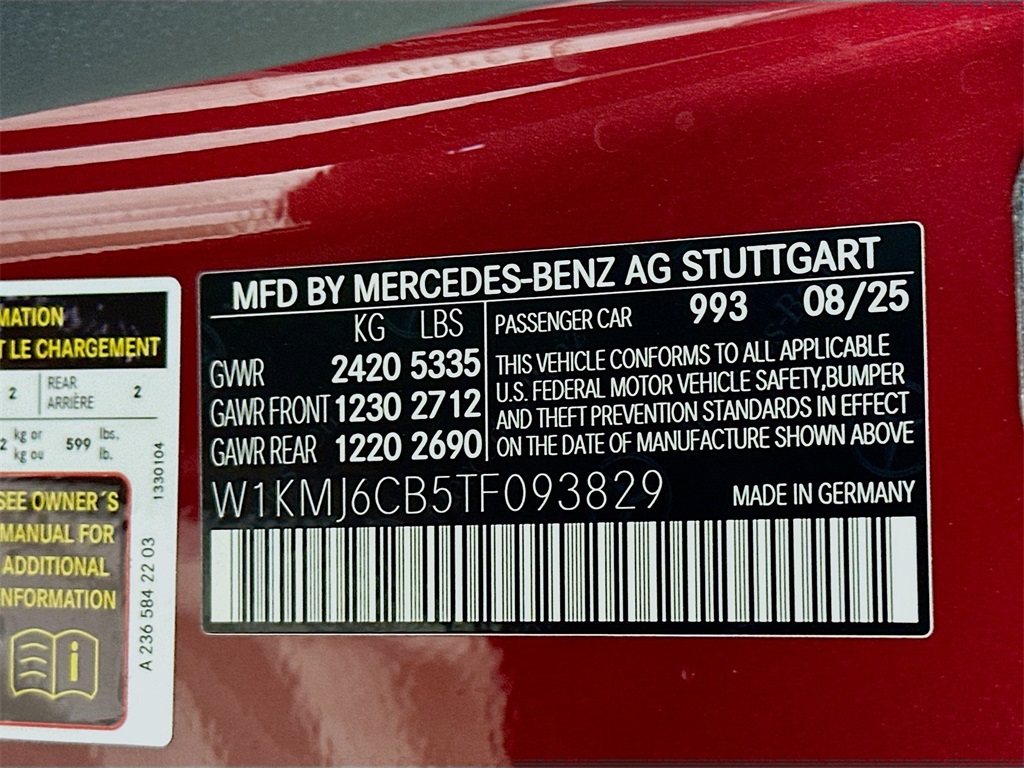 MATION
T LE CHARGEMENT
2 REAR ARRIÈRE 2
2 kg or kg ou 599 lbs. lb.
SEE OWNER´S
MANUAL FOR
ADDITIONAL
NFORMATION
i
1330104
A 236 584 22 03
MFD BY MERCEDES-BENZ AG STUTTGART
KG LBS
GVWR 2420 5335
GAWR FRONT 1230 2712
GAWR REAR 1220 2690
PASSENGER CAR 993 08/25
THIS VEHICLE CONFORMS TO ALL APPLICABLE
U.S. FEDERAL MOTOR VEHICLE SAFETY,BUMPER
AND THEFT PREVENTION STANDARDS IN EFFECT
ON THE DATE OF MANUFACTURE SHOWN ABOVE
W1KMJ6CB5TF093829
MADE IN GERMANY